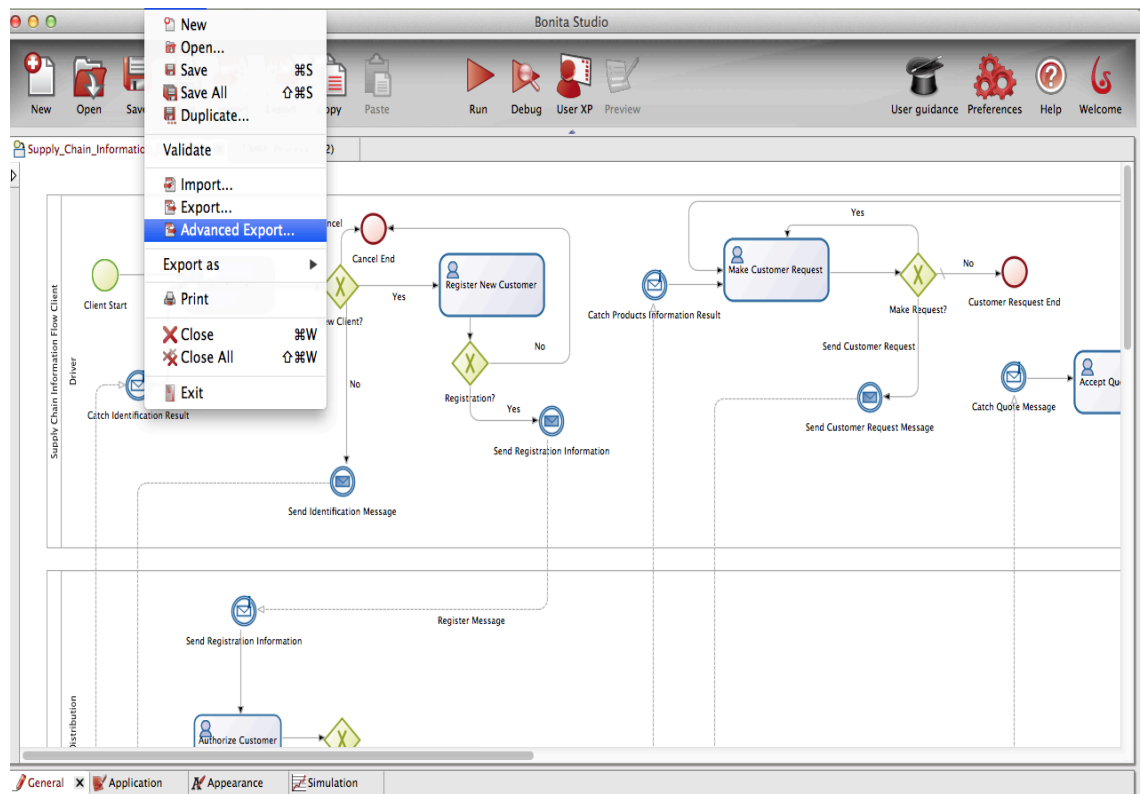 Bonita Studio
New
Open...
Save ⌘S
Save All ⇧⌘S
Duplicate...
Validate
Import...
Export...
Advanced Export...
Export as
Print
Close ⌘W
Close All ⇧⌘W
Exit
New
Open
Paste
Run
Debug
User XP
Preview
User guidance
Preferences
Help
Welcome
Supply Chain Information Flow Client
Driver
Client Start
Catch Identification Result
Cancel End
Yes
No
Register New Customer
No
Registration?
Yes
Send Registration Information
Send Identification Message
Catch Products Information Result
Make Customer Request
Yes
Make Request?
No
Customer Resquest End
Send Customer Request
Send Customer Request Message
Catch Quote Message
Accept
Send Registration Information
Register Message
Authorize Customer
General
Application
Appearance
Simulation